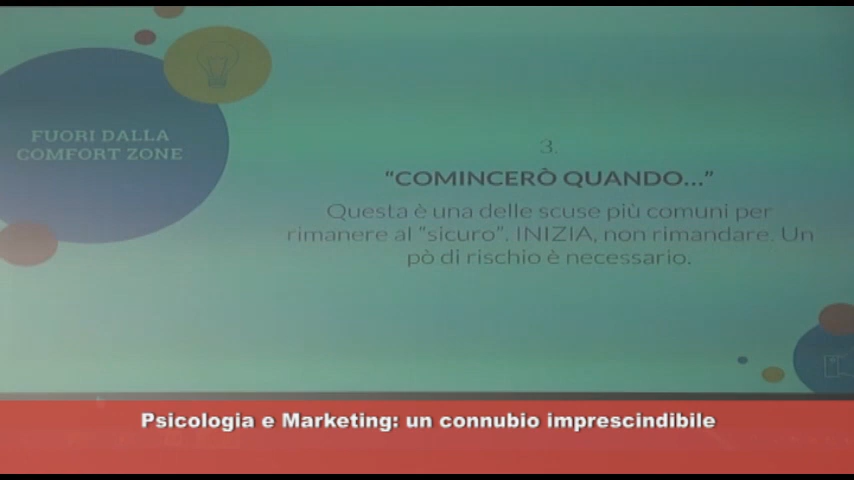 FUORI DALLA
COMFORT ZONE
3.
“COMINCERÒ QUANDO...”
Questa è una delle scuse più comuni per
rimanere al “sicuro”. INIZIA, non rimandare. Un
pò di rischio è necessario.
Psicologia e Marketing: un connubio imprescindibile